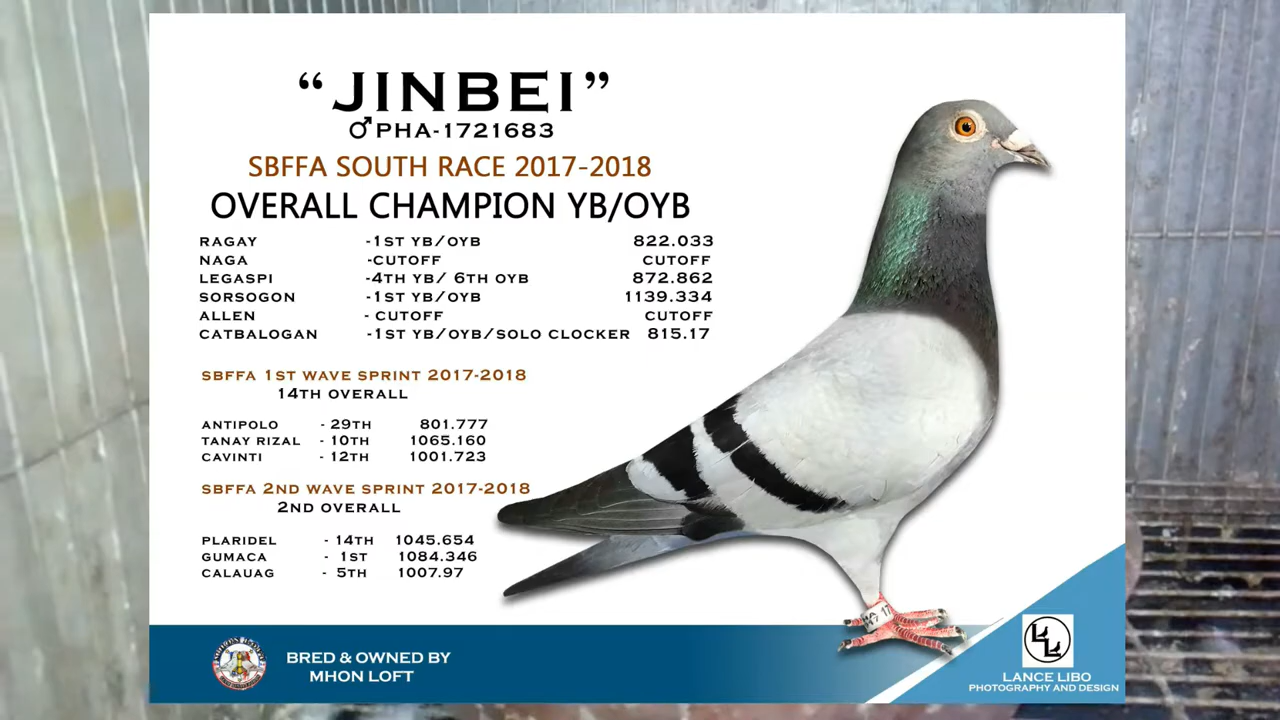 “JINBEI”
♂PHA-1721683
SBFFA SOUTH RACE 2017-2018
OVERALL CHAMPION YB/OYB
RAGAY -1ST YB/OYB 822.033
NAGA -CUTOFF CUTOFF
LEGASPI -4TH YB/ 6TH OYB 872.862
SORSOGON -1ST YB/OYB 1139.334
ALLEN - CUTOFF CUTOFF
CATBALOGAN -1ST YB/OYB/SOLO CLOCKER 815.17
SBFFA 1ST WAVE SPRINT 2017-2018
14TH OVERALL
ANTIPOLO - 29TH 801.777
TANAY RIZAL - 10TH 1065.160
CAVINTI - 12TH 1001.723
SBFFA 2ND WAVE SPRINT 2017-2018
2ND OVERALL
PLARIDEL - 14TH 1045.654
GUMACA - 1ST 1084.346
CALAUAG - 5TH 1007.97
BRED & OWNED BY
MHON LOFT
LL
LANCE LIBO
PHOTOGRAPHY AND DESIGN